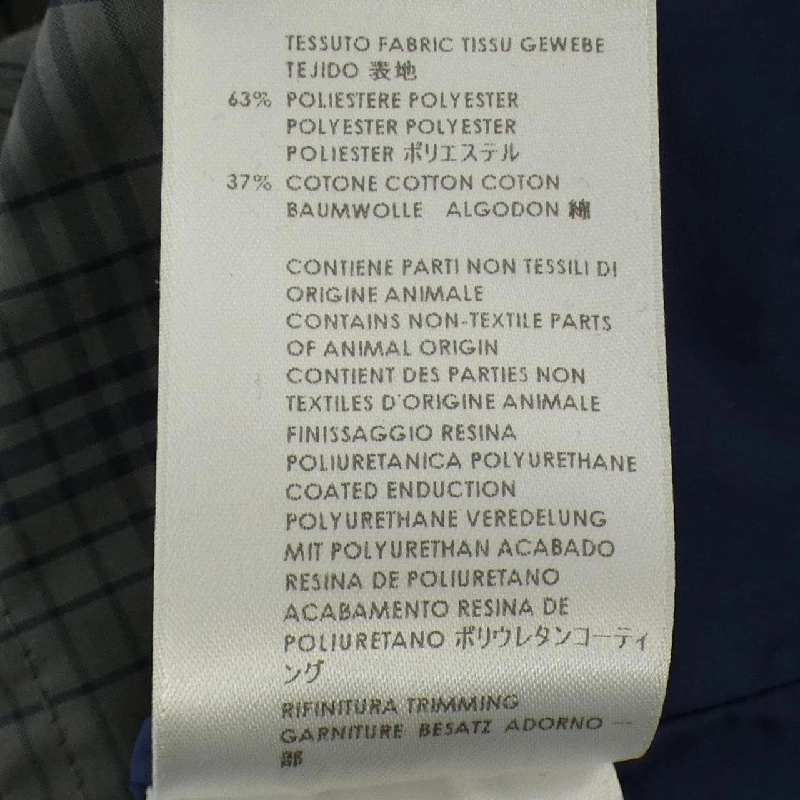 TESSUTO FABRIC TISSU GEWEBE
TEJIDO 表地
63% POLIESTERE POLYESTER
POLYESTER POLYESTER
POLIESTER ポリエステル
37% COTONE COTTON COTON
BAUMWOLLE ALGODON 綿
CONTIENE PARTI NON TESSILI DI
ORIGINE ANIMALE
CONTAINS NON-TEXTILE PARTS
OF ANIMAL ORIGIN
CONTIENT DES PARTIES NON
TEXTILES D'ORIGINE ANIMALE
FINISSAGGIO RESINA
POLIURETANICA POLYURETHANE
COATED ENDUCTION
POLYURETHANE VEREDELUNG
MIT POLYURETHAN ACABADO
RESINA DE POLIURETANO
ACABAMENTO RESINA DE
POLIURETANO ポリウレタンコーティ
ング
RIFINITURA TRIMMING
GARNITURE BESATZ ADORNO 一
部